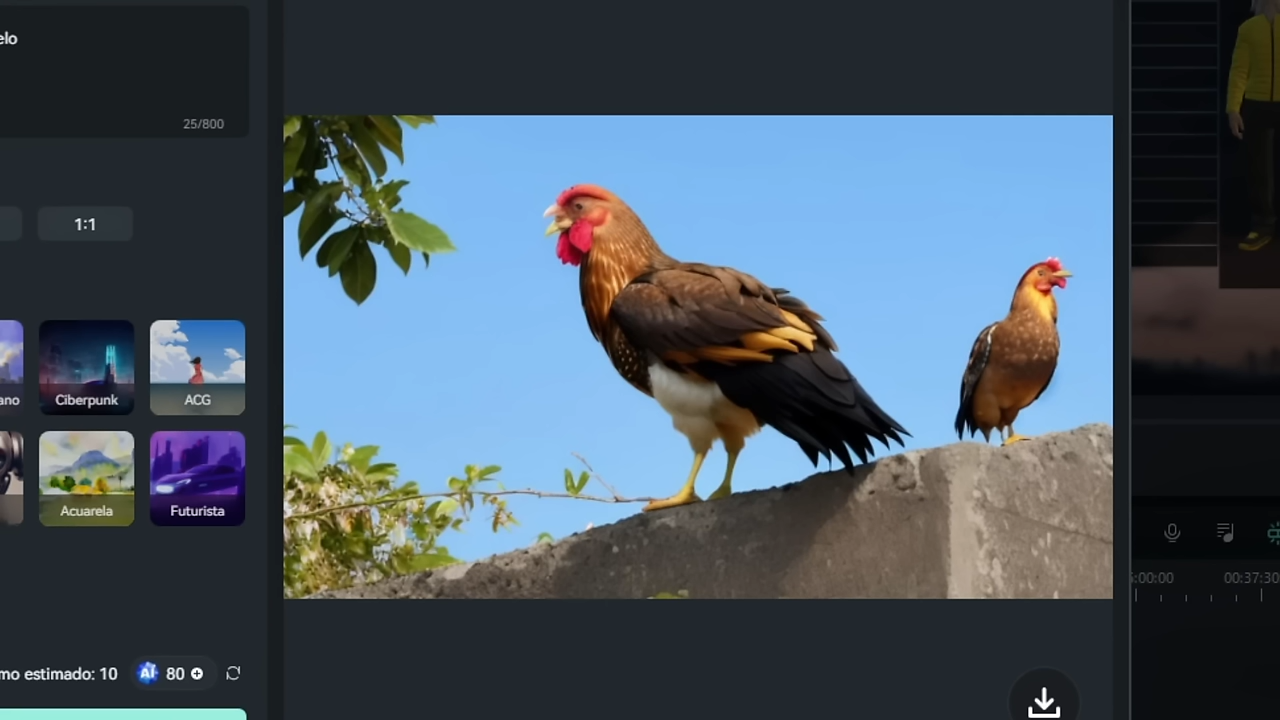 elo
25/800
1:1
ano
Ciberpunk
ACG
Acuarela
Futurista
mo estimado: 10
AI 80
:00:00
00:37:30